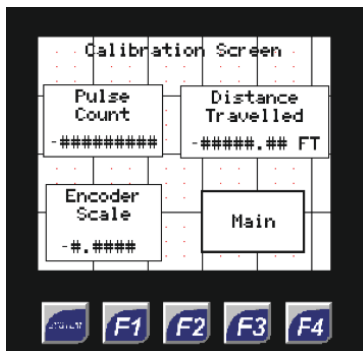 Calibration Screen
Pulse
Count
-#########
Distance
Travelled
-#####.## FT
Encoder
Scale
-#.####
Main
F1
F2
F3
F4